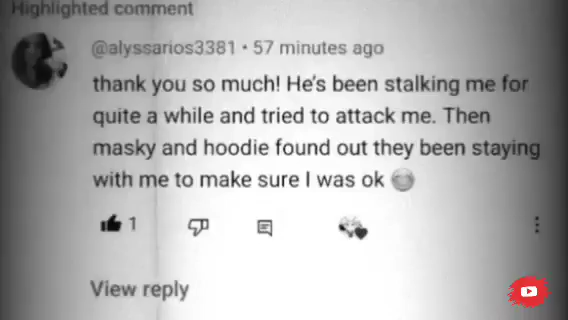 Highlighted comment
@alyssarios3381 • 57 minutes ago
thank you so much! He's been stalking me for
quite a while and tried to attack me. Then
masky and hoodie found out they been staying
with me to make sure I was ok
1
View reply